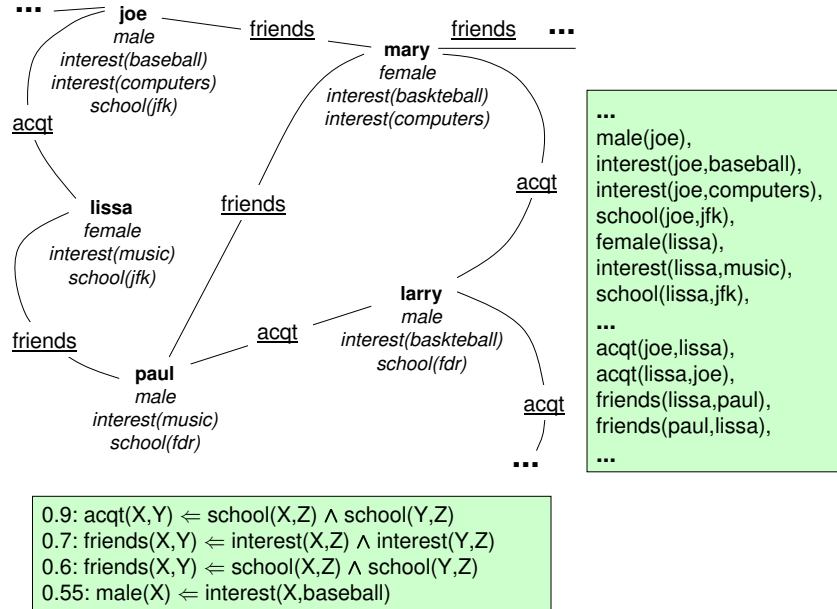 ...
joe
male
interest(baseball)
interest(computers)
school(jfk)
friends
mary
female
interest(baskteball)
interest(computers)
friends
...
acqt
lissa
female
interest(music)
school(jfk)
friends
acqt
friends
paul
male
interest(music)
school(fdr)
acqt
larry
male
interest(baskteball)
school(fdr)
acqt
...
...
male(joe),
interest(joe,baseball),
interest(joe,computers),
school(joe,jfk),
female(lissa),
interest(lissa,music),
school(lissa,jfk),
...
acqt(joe,lissa),
acqt(lissa,joe),
friends(lissa,paul),
friends(paul,lissa),
...
0.9: acqt(X,Y) ⇐ school(X,Z) ∧ school(Y,Z)
0.7: friends(X,Y) ⇐ interest(X,Z) ∧ interest(Y,Z)
0.6: friends(X,Y) ⇐ school(X,Z) ∧ school(Y,Z)
0.55: male(X) ⇐ interest(X,baseball)